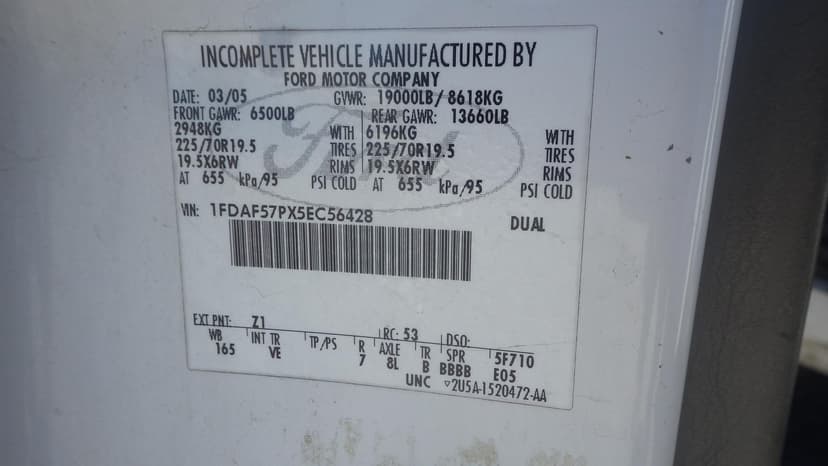 INCOMPLETE VEHICLE MANUFACTURED BY
FORD MOTOR COMPANY
DATE: 03/05 GVWR: 19000LB/ 8618KG
FRONT GAWR: 6500LB REAR GAWR: 13660LB
2948KG WITH 6196KG WITH
225/70R19.5 TIRES 225/70R19.5 TIRES
19.5X6RW RIMS 19.5X6RW RIMS
AT 655 kPa/95 PSI COLD AT 655 kPa/95 PSI COLD
VIN: 1FDAF57PX5EC56428 DUAL
Ford
EXT PNT: Z1 RC: 53 DSO:
WB INT TR TP/PS R AXLE TR SPR 5F710
165 VE 7 8L B BBBB E05
UNC ▽2U5A-1520472-AA